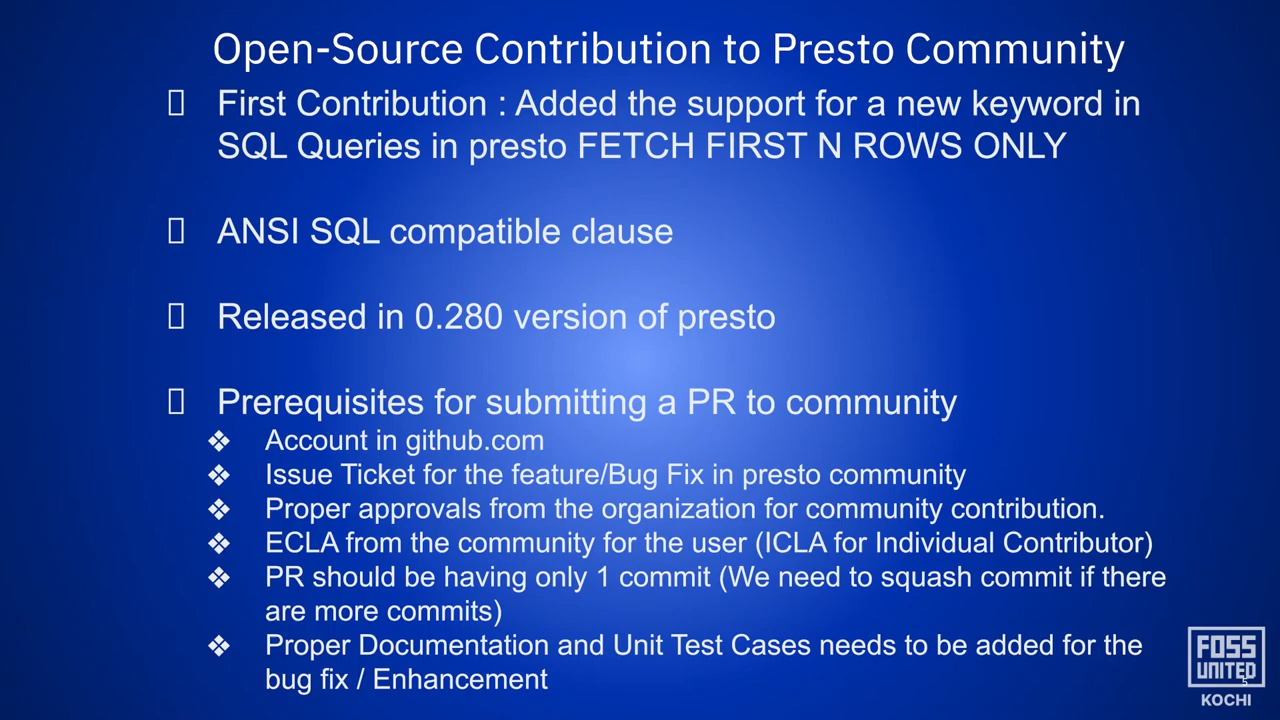 Open-Source Contribution to Presto Community
First Contribution : Added the support for a new keyword in
SQL Queries in presto FETCH FIRST N ROWS ONLY
ANSI SQL compatible clause
Released in 0.280 version of presto
Prerequisites for submitting a PR to community
❖ Account in github.com
❖ Issue Ticket for the feature/Bug Fix in presto community
❖ Proper approvals from the organization for community contribution.
❖ ECLA from the community for the user (ICLA for Individual Contributor)
❖ PR should be having only 1 commit (We need to squash commit if there
are more commits)
❖ Proper Documentation and Unit Test Cases needs to be added for the
bug fix / Enhancement
FOSS
UNITED
5
KOCHI